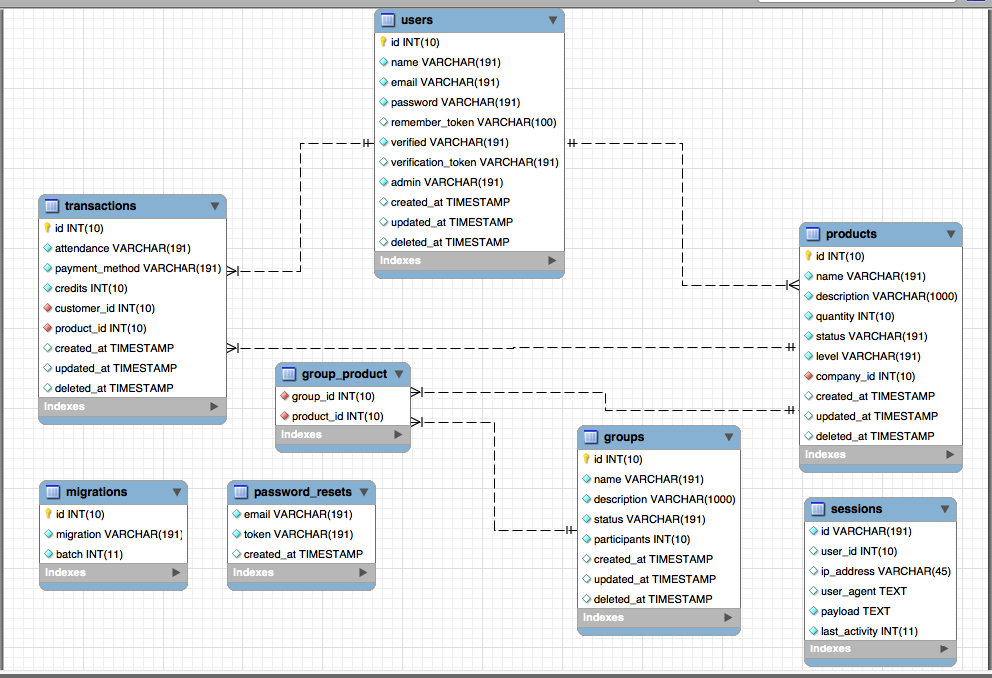 users
id INT(10)
name VARCHAR(191)
email VARCHAR(191)
password VARCHAR(191)
remember_token VARCHAR(100)
verified VARCHAR(191)
verification_token VARCHAR(191)
admin VARCHAR(191)
created_at TIMESTAMP
updated_at TIMESTAMP
deleted_at TIMESTAMP
Indexes
transactions
id INT(10)
attendance VARCHAR(191)
payment_method VARCHAR(191)
credits INT(10)
customer_id INT(10)
product_id INT(10)
created_at TIMESTAMP
updated_at TIMESTAMP
deleted_at TIMESTAMP
Indexes
products
id INT(10)
name VARCHAR(191)
description VARCHAR(1000)
quantity INT(10)
status VARCHAR(191)
level VARCHAR(191)
company_id INT(10)
created_at TIMESTAMP
updated_at TIMESTAMP
deleted_at TIMESTAMP
Indexes
group_product
group_id INT(10)
product_id INT(10)
Indexes
groups
id INT(10)
name VARCHAR(191)
description VARCHAR(1000)
status VARCHAR(191)
participants INT(10)
created_at TIMESTAMP
updated_at TIMESTAMP
deleted_at TIMESTAMP
Indexes
migrations
id INT(10)
migration VARCHAR(191)
batch INT(11)
Indexes
password_resets
email VARCHAR(191)
token VARCHAR(191)
created_at TIMESTAMP
Indexes
sessions
id VARCHAR(191)
user_id INT(10)
ip_address VARCHAR(45)
user_agent TEXT
payload TEXT
last_activity INT(11)
Indexes